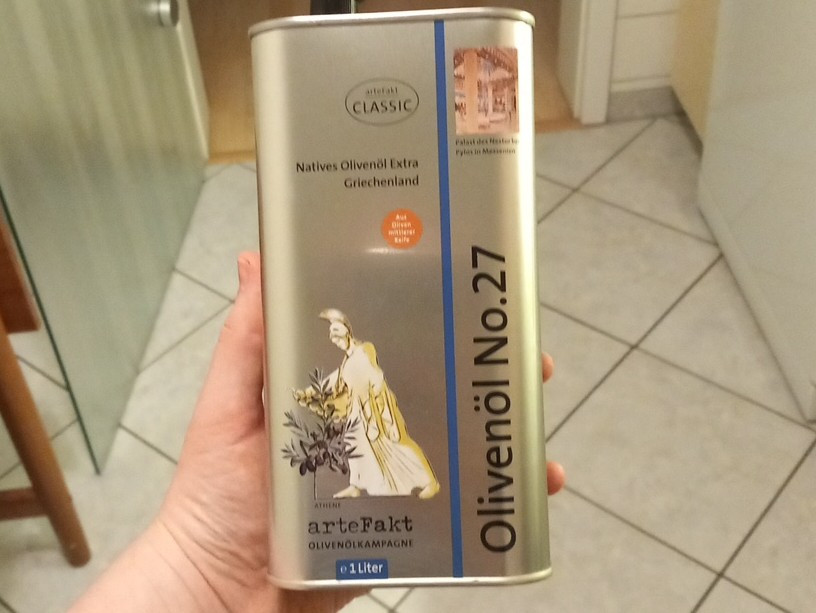 artefakt
CLASSIC
Natives Olivenöl Extra
Griechenland
Aus
Oliven
mittlerer
Reife
ATHENE
arteFakt
OLIVENÖLKAMPAGNE
e 1 Liter
Palast des Nestor
Pylos in Messenien
Olivenöl No.27